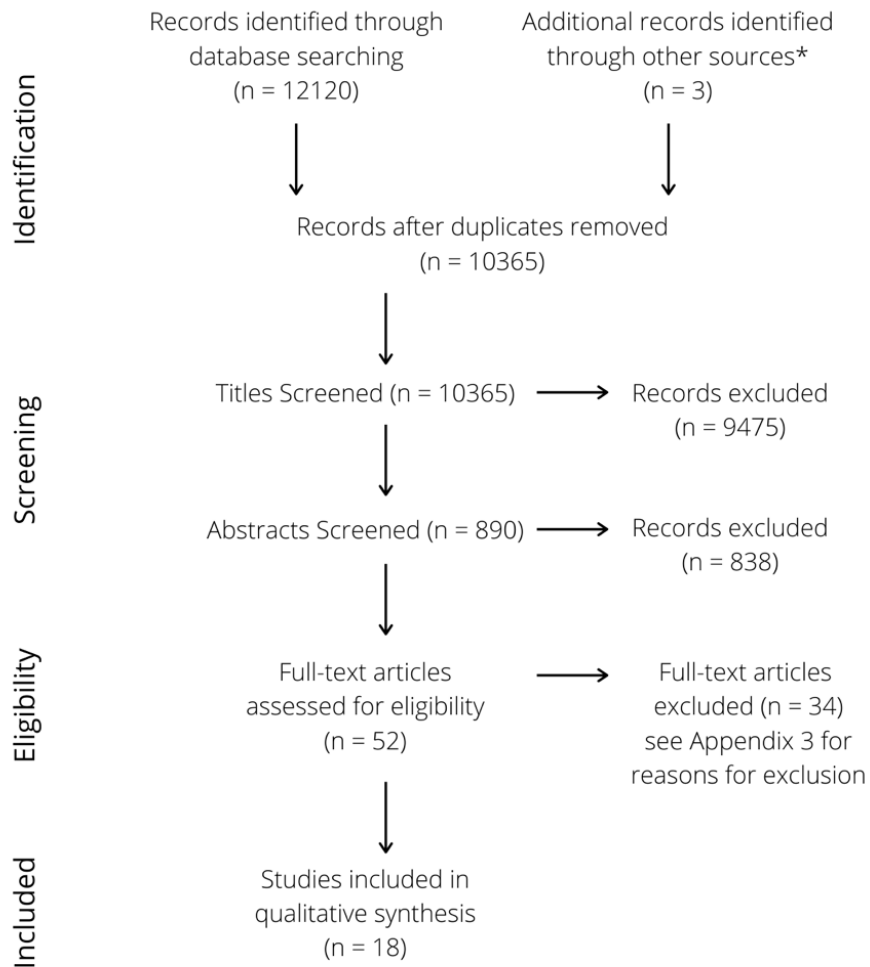 Identification
Records identified through
database searching
(n = 12120)
Additional records identified
through other sources*
(n = 3)
Records after duplicates removed
(n = 10365)
Screening
Titles Screened (n = 10365)
Records excluded
(n = 9475)
Abstracts Screened (n = 890)
Records excluded
(n = 838)
Eligibility
Full-text articles
assessed for eligibility
(n = 52)
Full-text articles
excluded (n = 34)
see Appendix 3 for
reasons for exclusion
Included
Studies included in
qualitative synthesis
(n = 18)